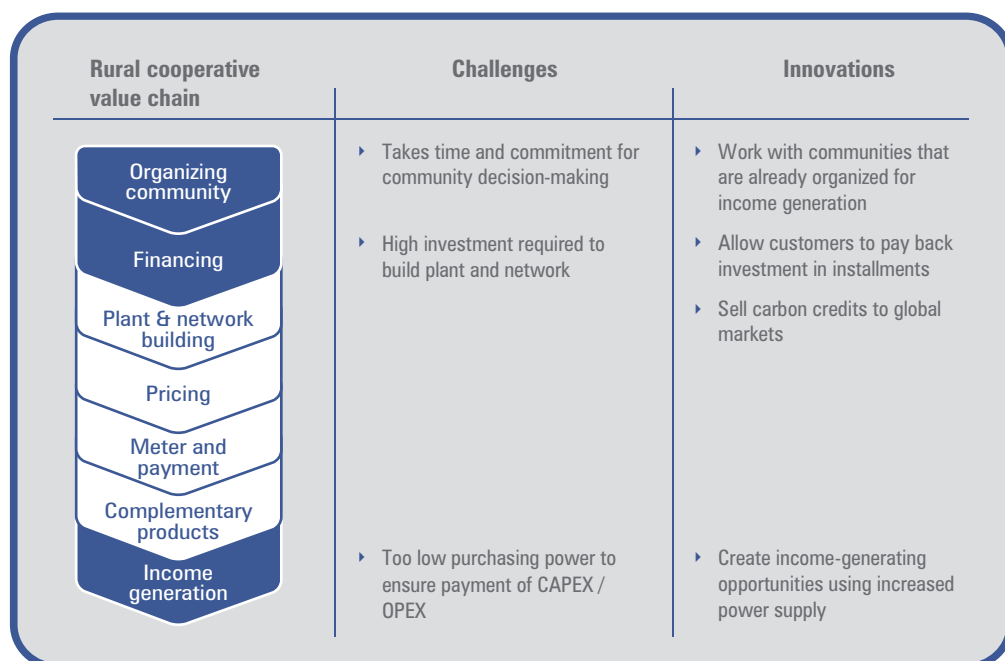 Rural cooperative
value chain
Challenges
Innovations
Organizing
community
Financing
Plant & network
building
Pricing
Meter and
payment
Complementary
products
Income
generation
‣ Takes time and commitment for
community decision-making
‣ High investment required to
build plant and network
‣ Too low purchasing power to
ensure payment of CAPEX /
OPEX
‣ Work with communities that
are already organized for
income generation
‣ Allow customers to pay back
investment in installments
‣ Sell carbon credits to global
markets
‣ Create income-generating
opportunities using increased
power supply